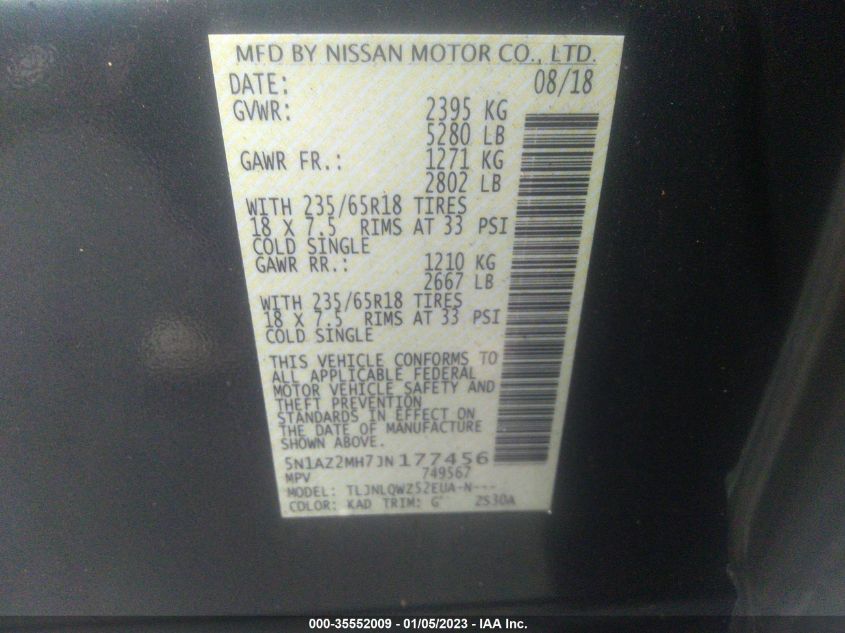 MFD BY NISSAN MOTOR CO., LTD.
DATE: 08/18
GVWR: 2395 KG
5280 LB
GAWR FR.: 1271 KG
2802 LB
WITH 235/65R18 TIRES
18 X 7.5 RIMS AT 33 PSI
COLD SINGLE
GAWR RR.: 1210 KG
2667 LB
WITH 235/65R18 TIRES
18 X 7.5 RIMS AT 33 PSI
COLD SINGLE
THIS VEHICLE CONFORMS TO
ALL APPLICABLE FEDERAL
MOTOR VEHICLE SAFETY AND
THEFT PREVENTION
STANDARDS IN EFFECT ON
THE DATE OF MANUFACTURE
SHOWN ABOVE.
5N1AZ2MH7JN177456
MPV 749567
MODEL: TLJNLQWZ52EUA-N---
COLOR: KAD TRIM: G 2S30A
000-35552009 - 01/05/2023 - IAA Inc.